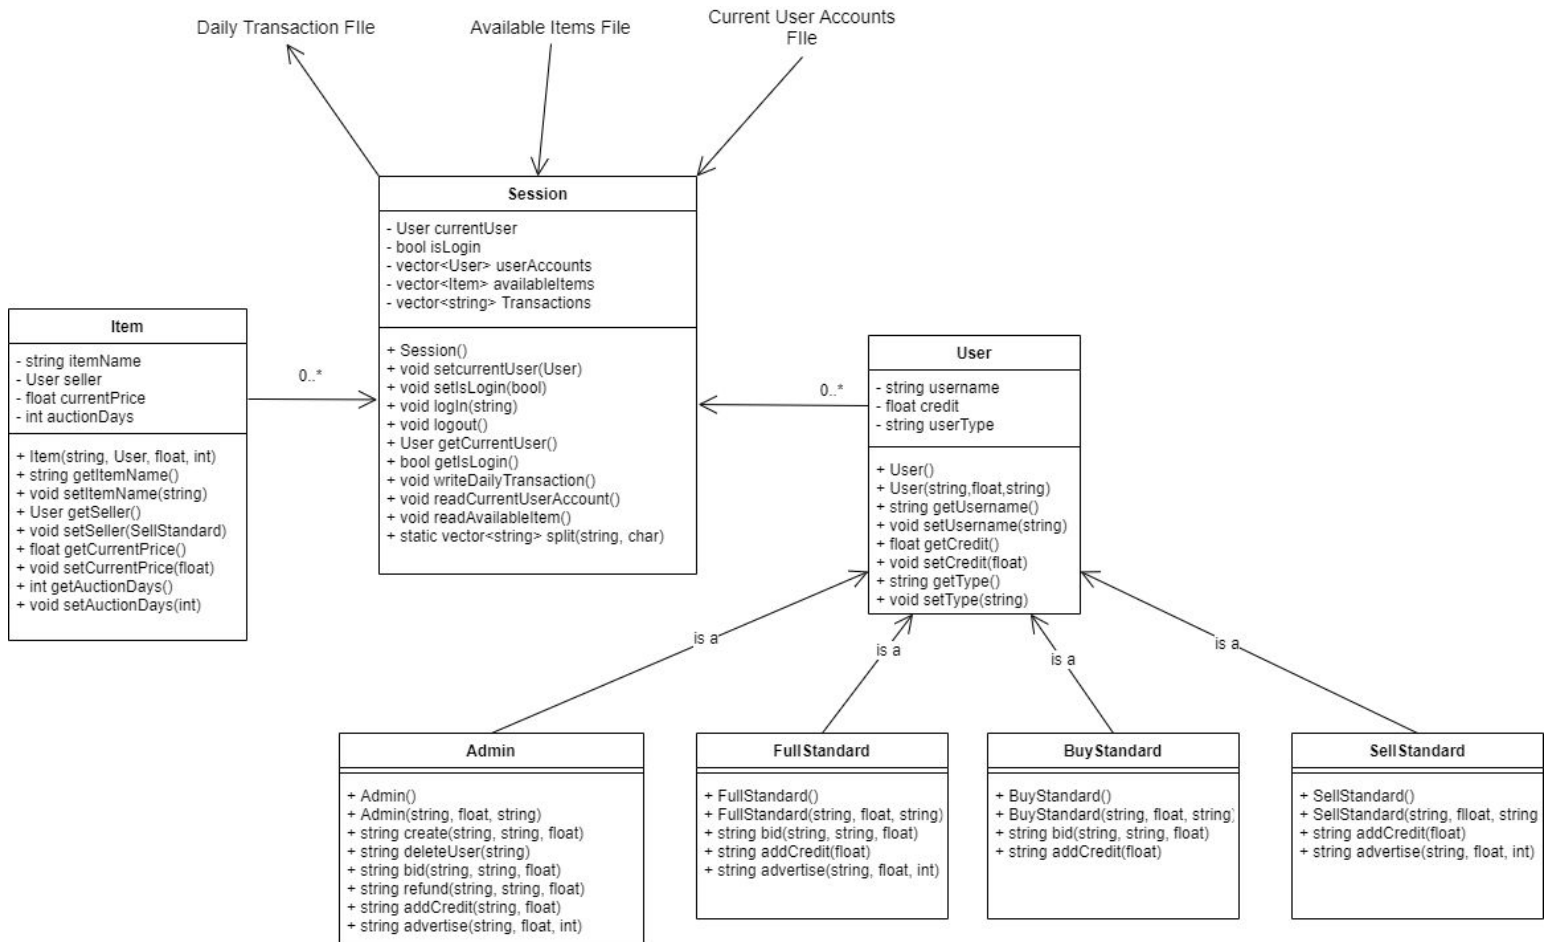 Daily Transaction FIle
Available Items File
Current User Accounts
FIle
Session
- User currentUser
- bool isLogin
- vector<User> userAccounts
- vector<Item> availableItems
- vector<string> Transactions
+ Session()
+ void setcurrentUser(User)
+ void setIsLogin(bool)
+ void logIn(string)
+ void logout()
+ User getCurrentUser()
+ bool getIsLogin()
+ void writeDailyTransaction()
+ void readCurrentUserAccount()
+ void readAvailableItem()
+ static vector<string> split(string, char)
Item
- string itemName
- User seller
- float currentPrice
- int auctionDays
+ Item(string, User, float, int)
+ string getItemName()
+ void setItemName(string)
+ User getSeller()
+ void setSeller(SellStandard)
+ float getCurrentPrice()
+ void setCurrentPrice(float)
+ int getAuctionDays()
+ void setAuctionDays(int)
0..*
0..*
User
- string username
- float credit
- string userType
+ User()
+ User(string,float,string)
+ string getUsername()
+ void setUsername(string)
+ float getCredit()
+ void setCredit(float)
+ string getType()
+ void setType(string)
is a
is a
is a
is a
Admin
+ Admin()
+ Admin(string, float, string)
+ string create(string, string, float)
+ string deleteUser(string)
+ string bid(string, string, float)
+ string refund(string, string, float)
+ string addCredit(string, float)
+ string advertise(string, float, int)
FullStandard
+ FullStandard()
+ FullStandard(string, float, string)
+ string bid(string, string, float)
+ string addCredit(float)
+ string advertise(string, float, int)
BuyStandard
+ BuyStandard()
+ BuyStandard(string, float, string)
+ string bid(string, string, float)
+ string addCredit(float)
SellStandard
+ SellStandard()
+ SellStandard(string, flloat, string
+ string addCredit(float)
+ string advertise(string, float, int)